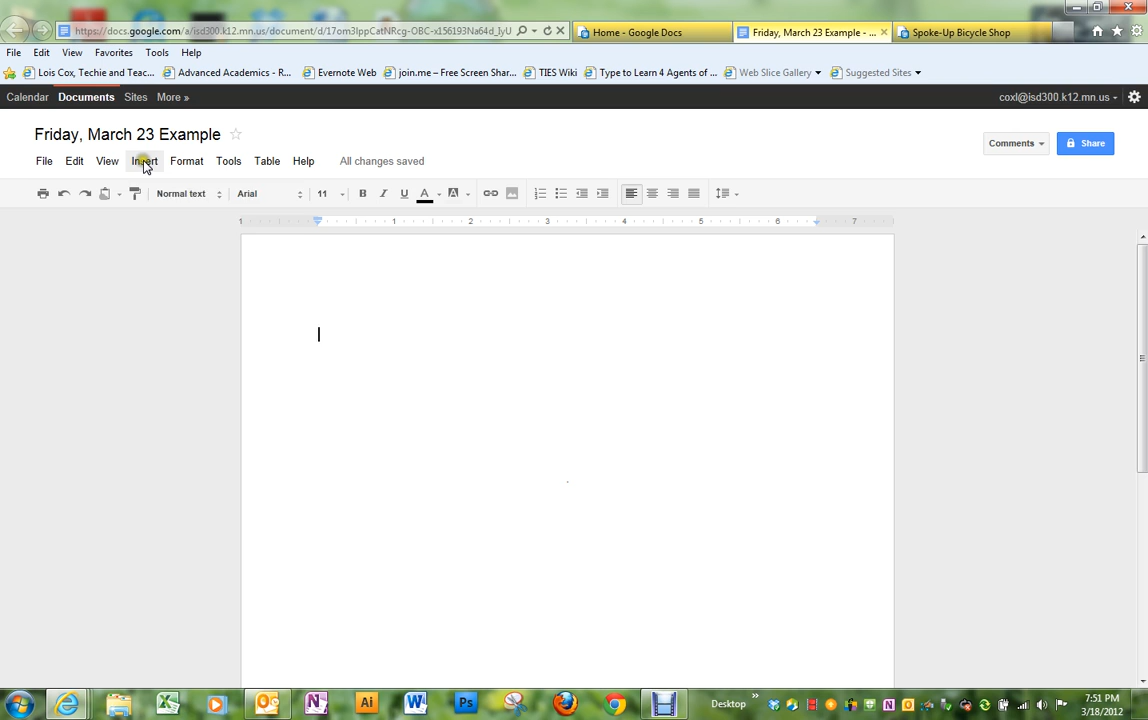 https://docs.google.com/a/isd300.k12.mn.us/document/d/17om3IppCatNRcg-OBC-x156193Na64d_IyU
Home - Google Docs
Friday, March 23 Example - ...
Spoke-Up Bicycle Shop
File Edit View Favorites Tools Help
Lois Cox, Techie and Teac... Advanced Academics - R... Evernote Web join.me – Free Screen Shar... TIES Wiki Type to Learn 4 Agents of ... Web Slice Gallery Suggested Sites
Calendar Documents Sites More »
coxl@isd300.k12.mn.us
Friday, March 23 Example
Comments
Share
File Edit View Insert Format Tools Table Help All changes saved
Normal text Arial 11 B I U A A
1 1 2 3 4 5 6 7
Ai
Ps
Desktop
7:51 PM
3/18/2012